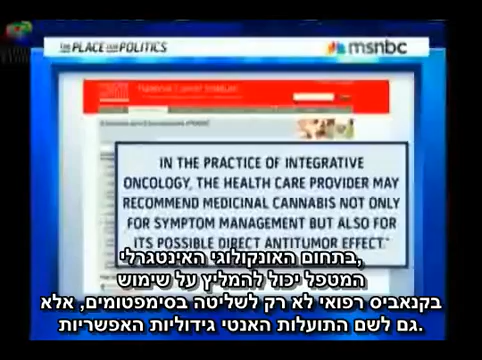 THE PLACE FOR POLITICS
msnbc
National Cancer Institute
IN THE PRACTICE OF INTEGRATIVE
ONCOLOGY, THE HEALTH CARE PROVIDER MAY
RECOMMEND MEDICINAL CANNABIS NOT ONLY
FOR SYMPTOM MANAGEMENT BUT ALSO FOR
ITS POSSIBLE DIRECT ANTITUMOR EFFECT."
בתחום האונקולוגי האינטגרלי,
המטפל יכול להמליץ על שימוש
בקנאביס רפואי לא רק לשליטה בסימפטומים, אלא
גם לשם התועלות האנטי גידוליות האפשריות.